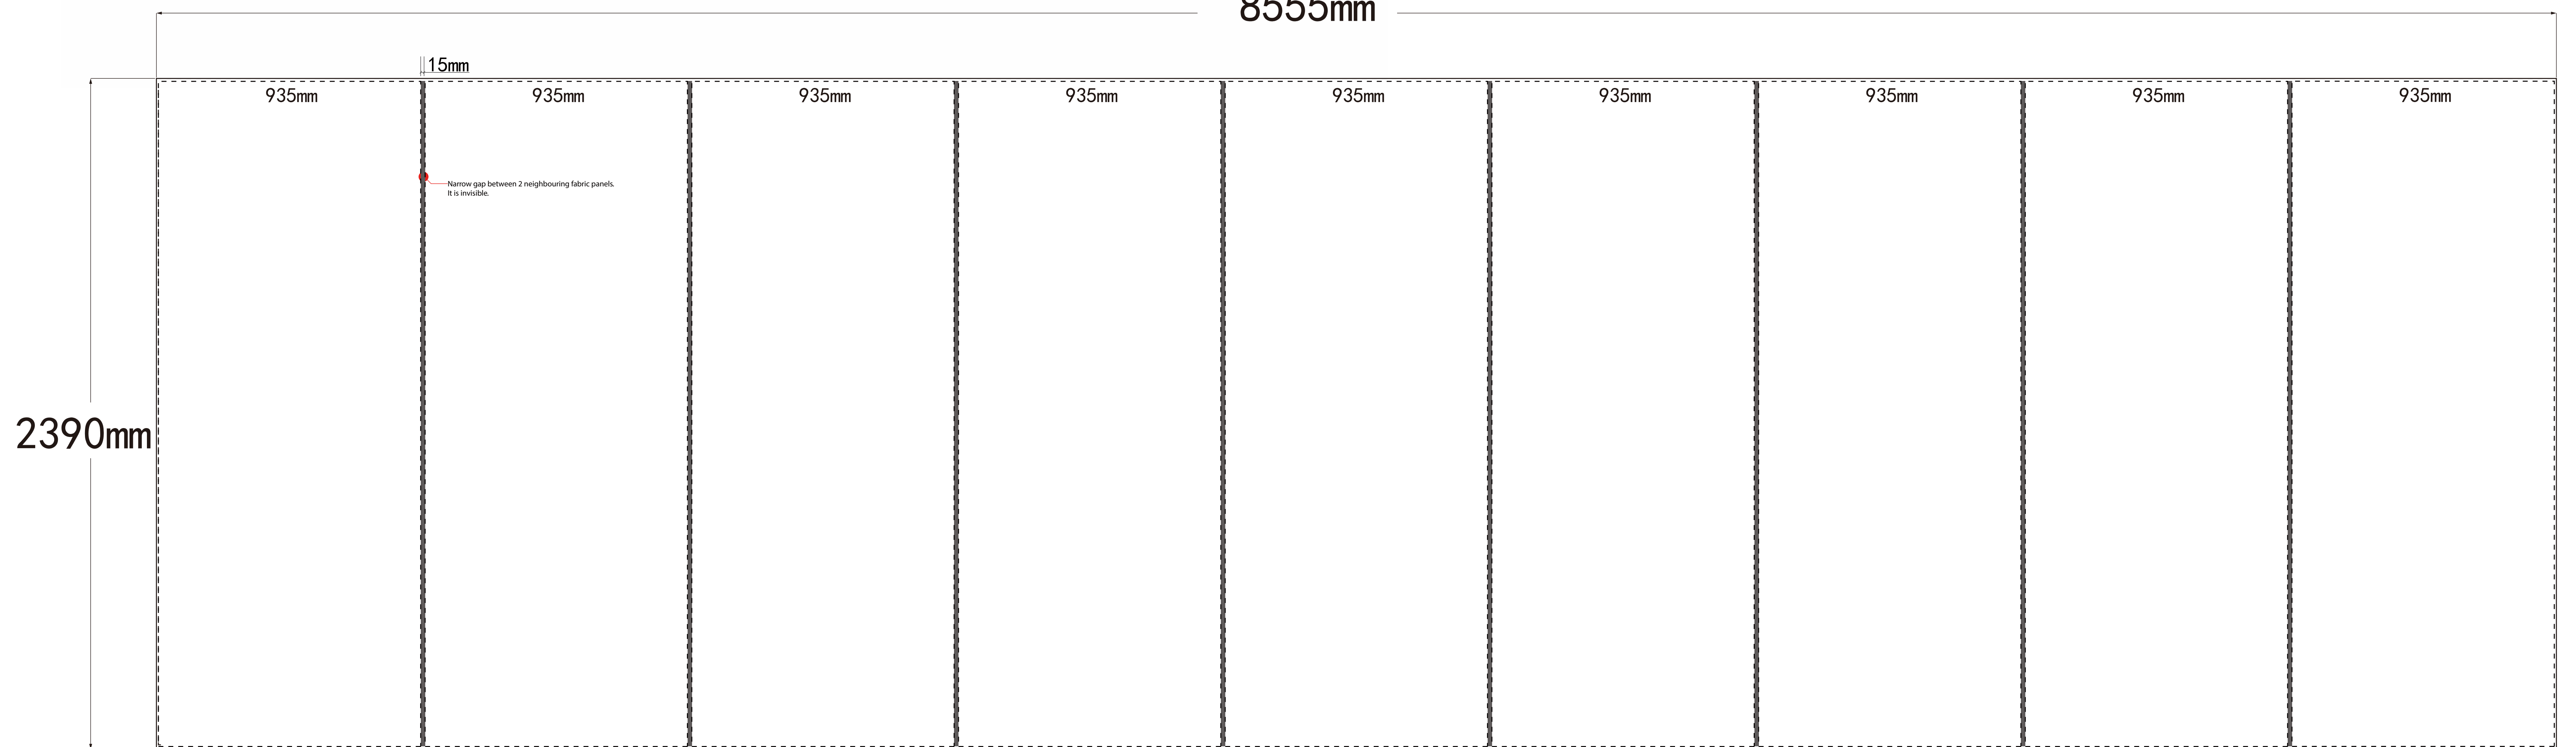 8555mm
15mm
935mm 935mm 935mm 935mm 935mm 935mm 935mm 935mm 935mm
Narrow gap between 2 neighbouring fabric panels.
It is invisible.
2390mm